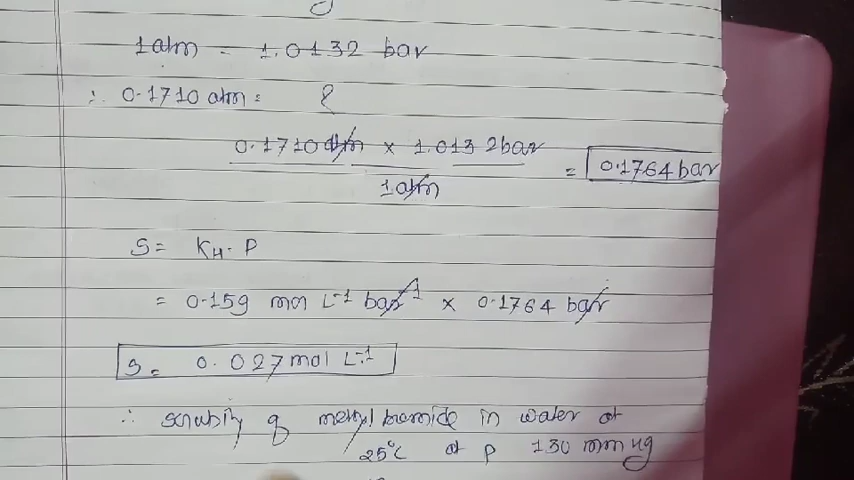 1 atm = 1.0132 bar
∴ 0.1710 atm = ?
0.1710 atm × 1.0132 bar
1 atm
= 0.1764 bar
S = KH. P
= 0.159 mol L-1 bar-1 × 0.1764 bar
S = 0.027 mol L-1
∴ solubility of methyl bromide in water at
25°C at p 130 mm Hg